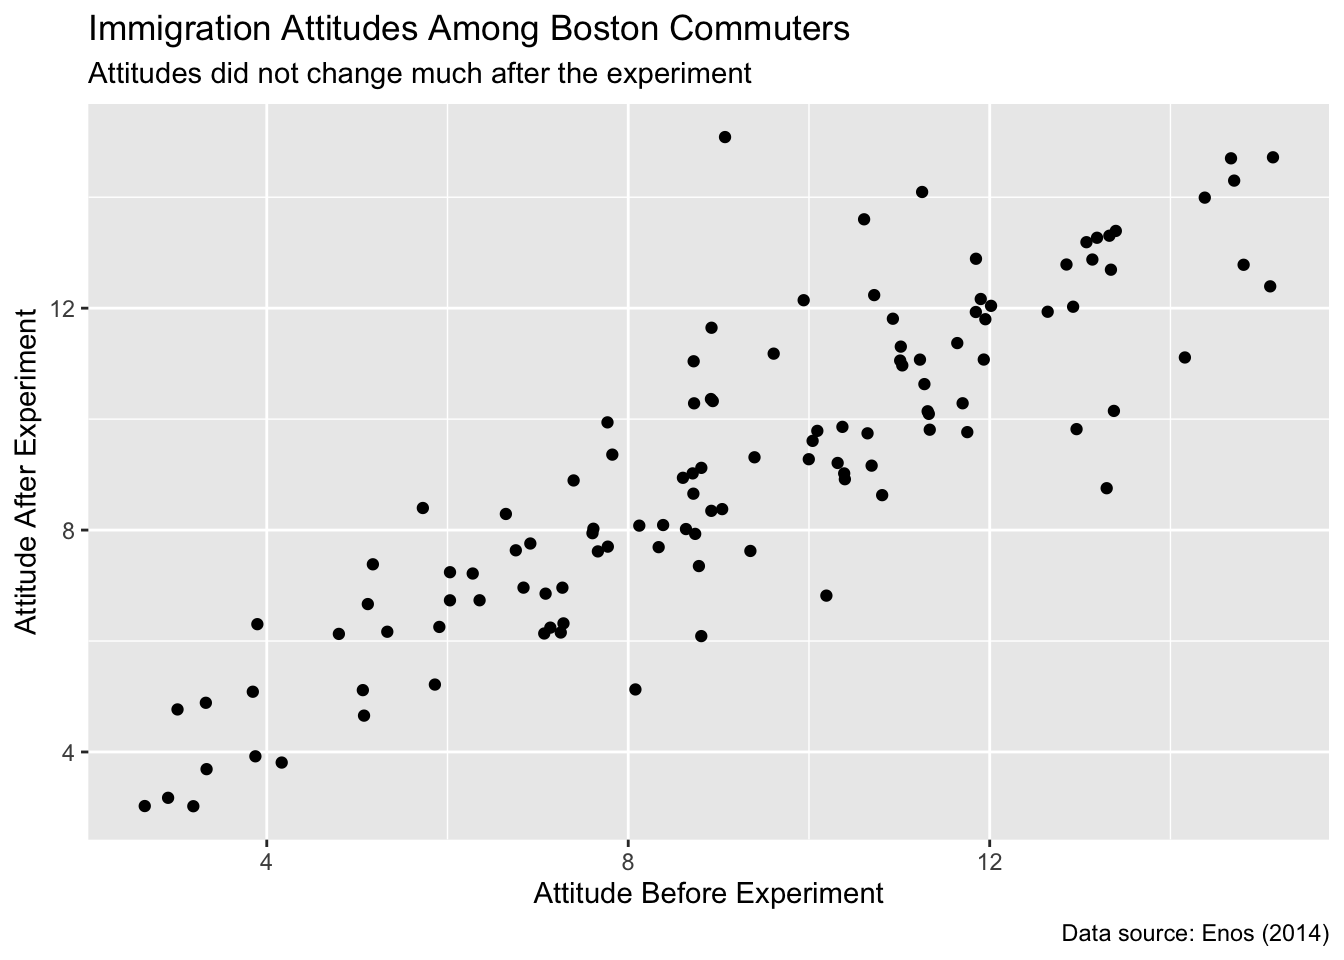 Immigration Attitudes Among Boston Commuters
Attitudes did not change much after the experiment
Attitude After Experiment
12
8
4
4 8 12
Attitude Before Experiment
Data source: Enos (2014)